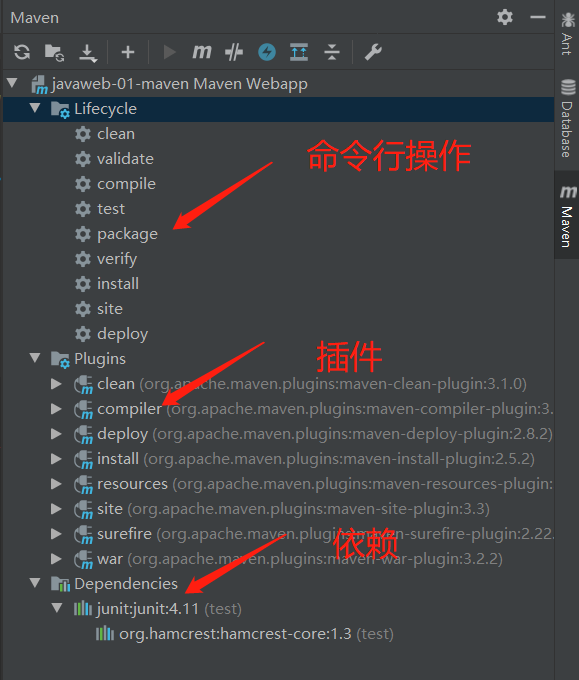 Maven
javaweb-01-maven Maven Webapp
Lifecycle
clean
validate
compile
test
package
verify
install
site
deploy
命令行操作
Plugins
插件
clean (org.apache.maven.plugins:maven-clean-plugin:3.1.0)
compiler (org.apache.maven.plugins:maven-compiler-plugin:3.
deploy (org.apache.maven.plugins:maven-deploy-plugin:2.8.2)
install (org.apache.maven.plugins:maven-install-plugin:2.5.2)
resources (org.apache.maven.plugins:maven-resources-plugin:
site (org.apache.maven.plugins:maven-site-plugin:3.3)
surefire (org.apache.maven.plugins:maven-surefire-plugin:2.22.
war (org.apache.maven.plugins:maven-war-plugin:3.2.2)
依赖
Dependencies
junit:junit:4.11 (test)
org.hamcrest:hamcrest-core:1.3 (test)
Ant
Database
Maven